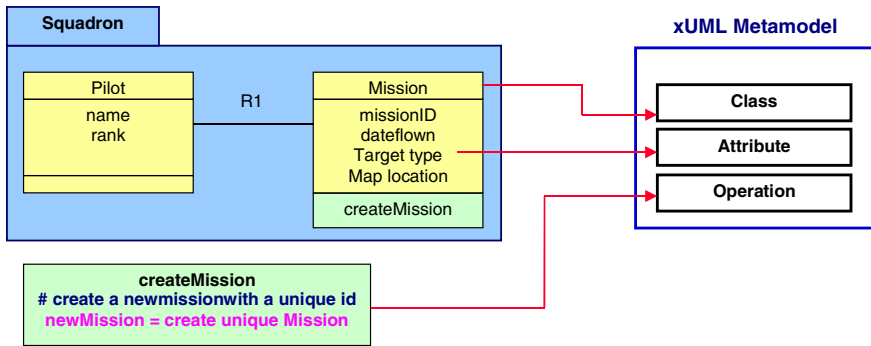 Squadron
xUML Metamodel
Pilot
name
rank
R1
Mission
missionID
dateflown
Target type
Map location
createMission
Class
Attribute
Operation
createMission
# create a newmissionwith a unique id
newMission = create unique Mission